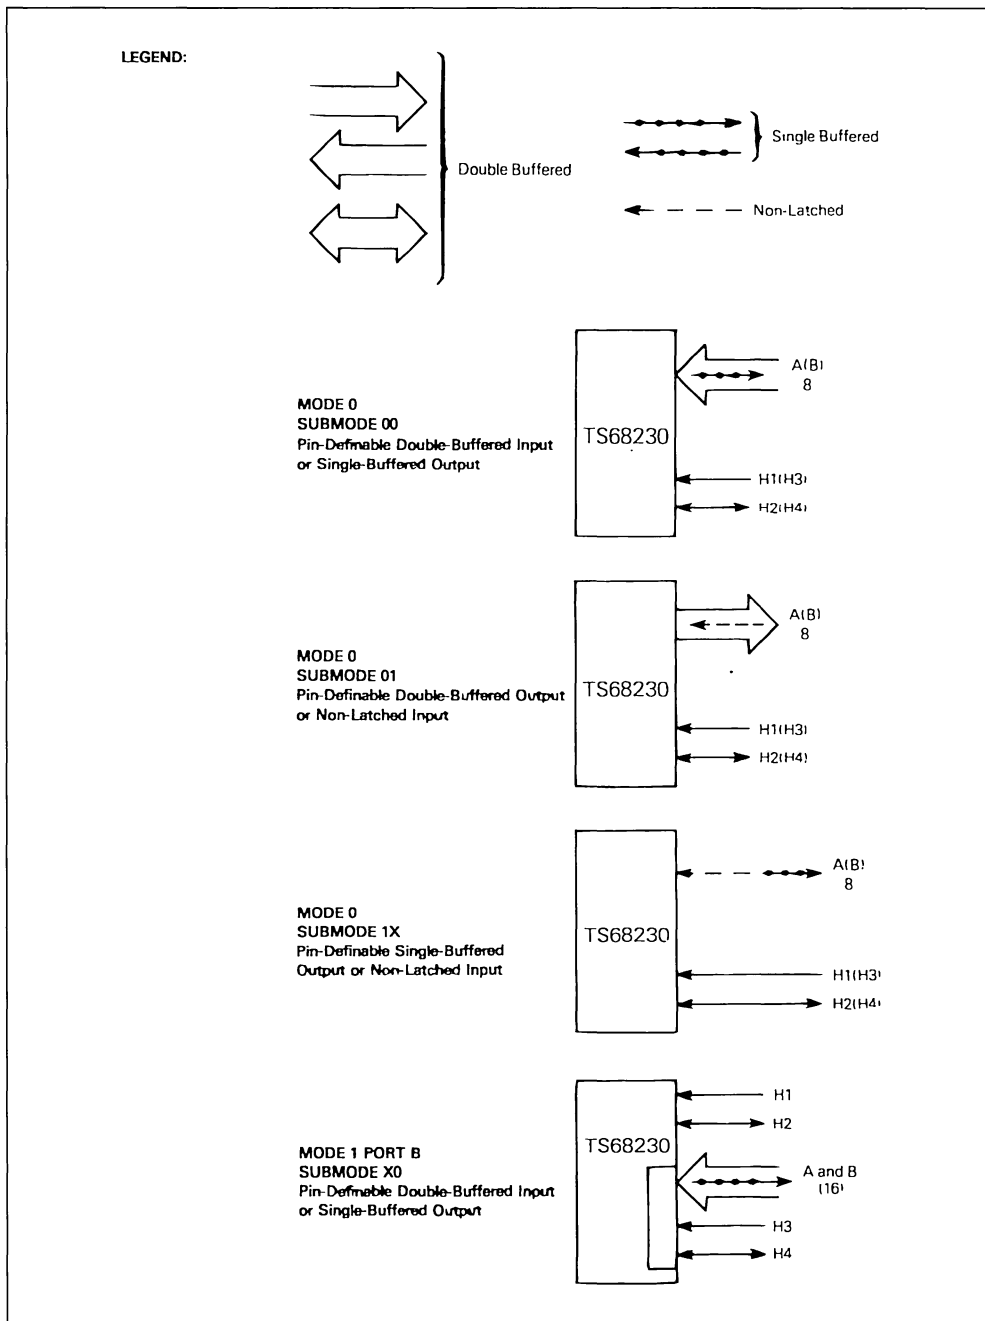 LEGEND:
Double Buffered
Single Buffered
Non-Latched
MODE 0
SUBMODE 00
Pin-Definable Double-Buffered Input
or Single-Buffered Output
TS68230
A(B)
8
H1(H3)
H2(H4)
MODE 0
SUBMODE 01
Pin-Definable Double-Buffered Output
or Non-Latched Input
TS68230
A(B)
8
H1(H3)
H2(H4)
MODE 0
SUBMODE 1X
Pin-Definable Single-Buffered
Output or Non-Latched Input
TS68230
A(B)
8
H1(H3)
H2(H4)
MODE 1 PORT B
SUBMODE X0
Pin-Definable Double-Buffered Input
or Single-Buffered Output
TS68230
H1
H2
A and B
(16)
H3
H4